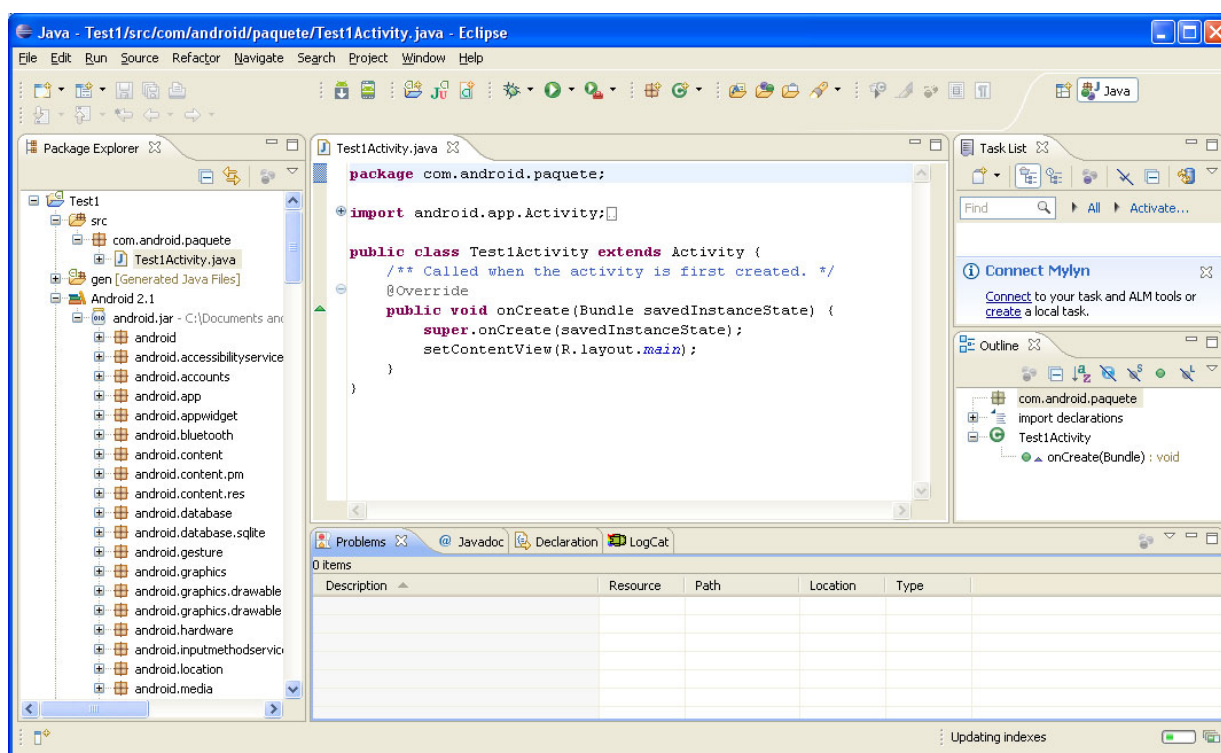 Java - Test1/src/com/android/paquete/Test1Activity.java - Eclipse
File Edit Run Source Refactor Navigate Search Project Window Help
Java
Package Explorer
Test1
src
com.android.paquete
Test1Activity.java
gen [Generated Java Files]
Android 2.1
android.jar - C:\Documents and
android
android.accessibilityservice
android.accounts
android.app
android.appwidget
android.bluetooth
android.content
android.content.pm
android.content.res
android.database
android.database.sqlite
android.gesture
android.graphics
android.graphics.drawable
android.graphics.drawable
android.hardware
android.inputmethodservic
android.location
android.media
Test1Activity.java
package com.android.paquete;
import android.app.Activity;
public class Test1Activity extends Activity {
/** Called when the activity is first created. */
@Override
public void onCreate(Bundle savedInstanceState) {
super.onCreate(savedInstanceState);
setContentView(R.layout.main);
}
}
Task List
Find All Activate...
Connect Mylyn
Connect to your task and ALM tools or
create a local task.
Outline
com.android.paquete
import declarations
Test1Activity
onCreate(Bundle) : void
Problems Javadoc Declaration LogCat
0 items
Description Resource Path Location Type
Updating indexes